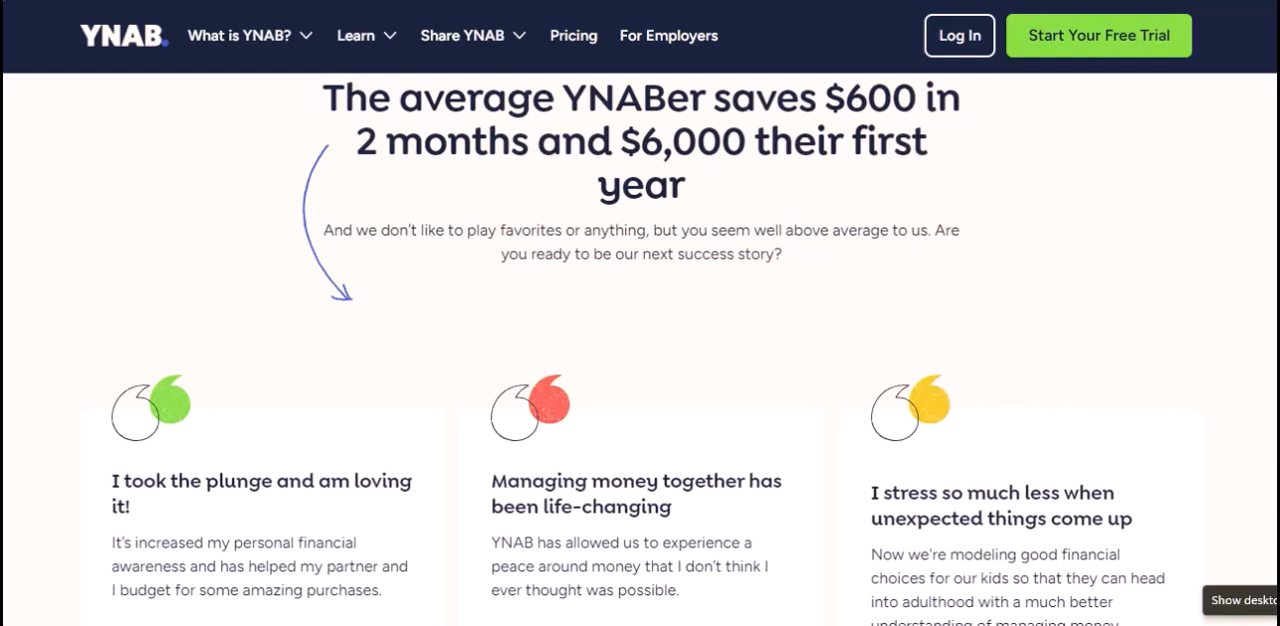 YNAB. What is YNAB? Learn Share YNAB Pricing For Employers Log In Start Your Free Trial
The average YNABer saves $600 in
2 months and $6,000 their first
year
And we don't like to play favorites or anything, but you seem well above average to us. Are
you ready to be our next success story?
I took the plunge and am loving
it!
It's increased my personal financial
awareness and has helped my partner and
I budget for some amazing purchases.
Managing money together has
been life-changing
YNAB has allowed us to experience a
peace around money that I don't think I
ever thought was possible.
I stress so much less when
unexpected things come up
Now we're modeling good financial
choices for our kids so that they can head
into adulthood with a much better
understanding of managing money
Show deskto